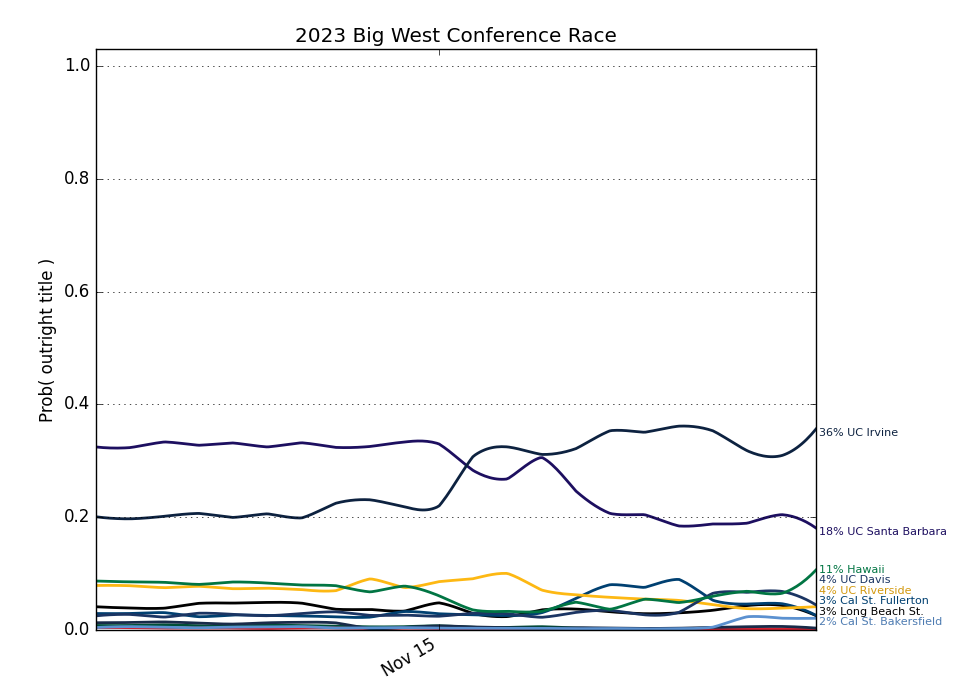 2023 Big West Conference Race
1.0
0.8
0.6
0.4
0.2
0.0
Prob( outright title )
Nov 15
36% UC Irvine
18% UC Santa Barbara
11% Hawaii
4% UC Davis
4% UC Riverside
3% Cal St. Fullerton
3% Long Beach St.
2% Cal St. Bakersfield